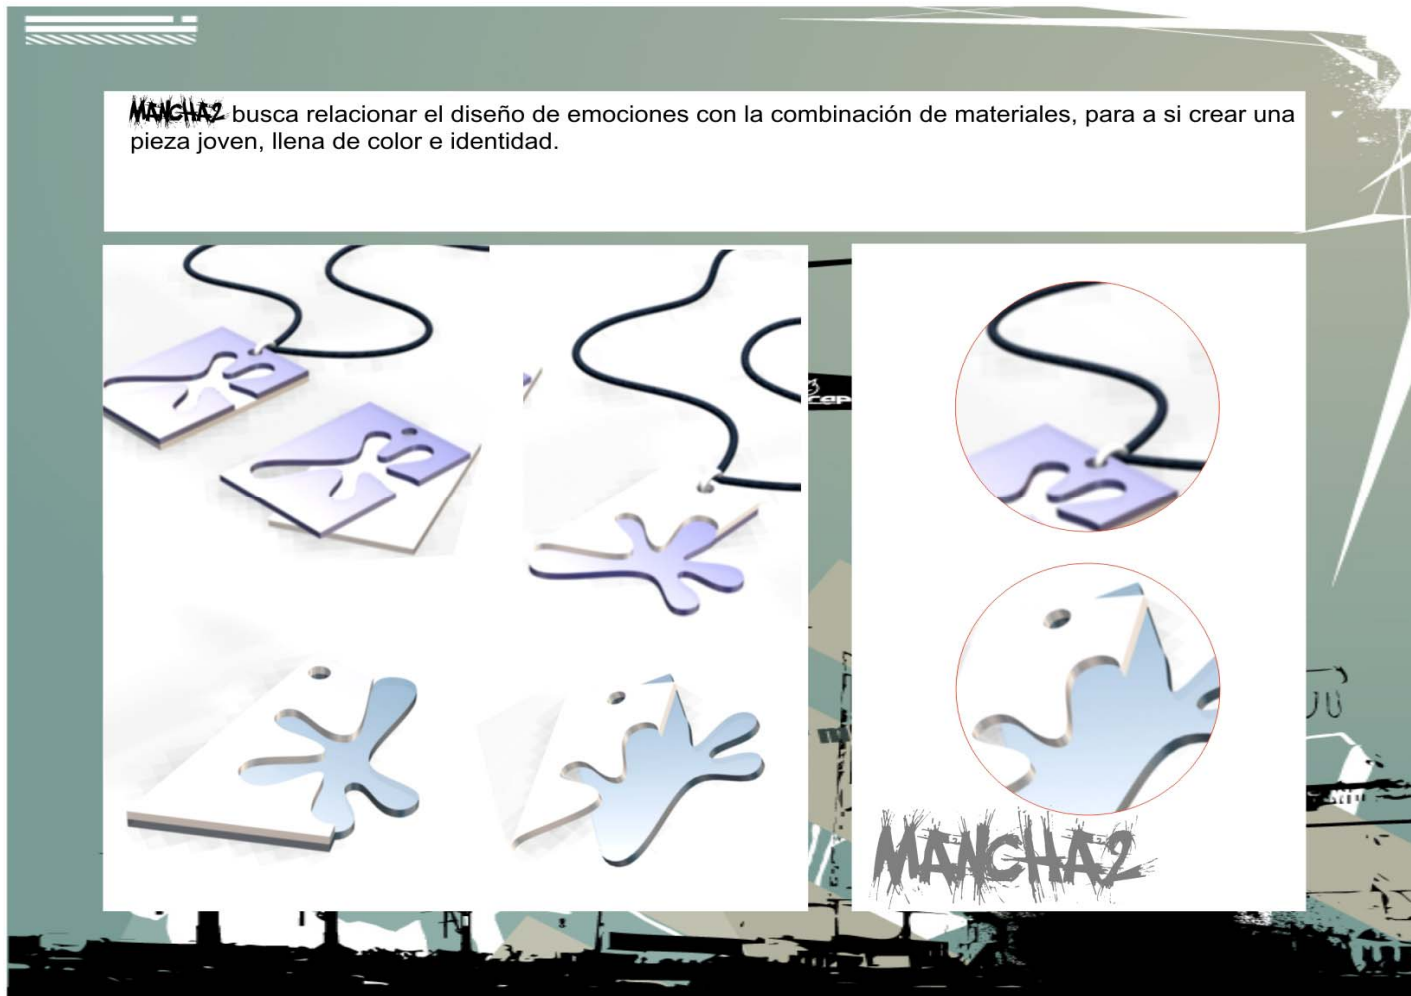 MANCHA2 busca relacionar el diseño de emociones con la combinación de materiales, para a si crear una
pieza joven, llena de color e identidad.
MANCHA2